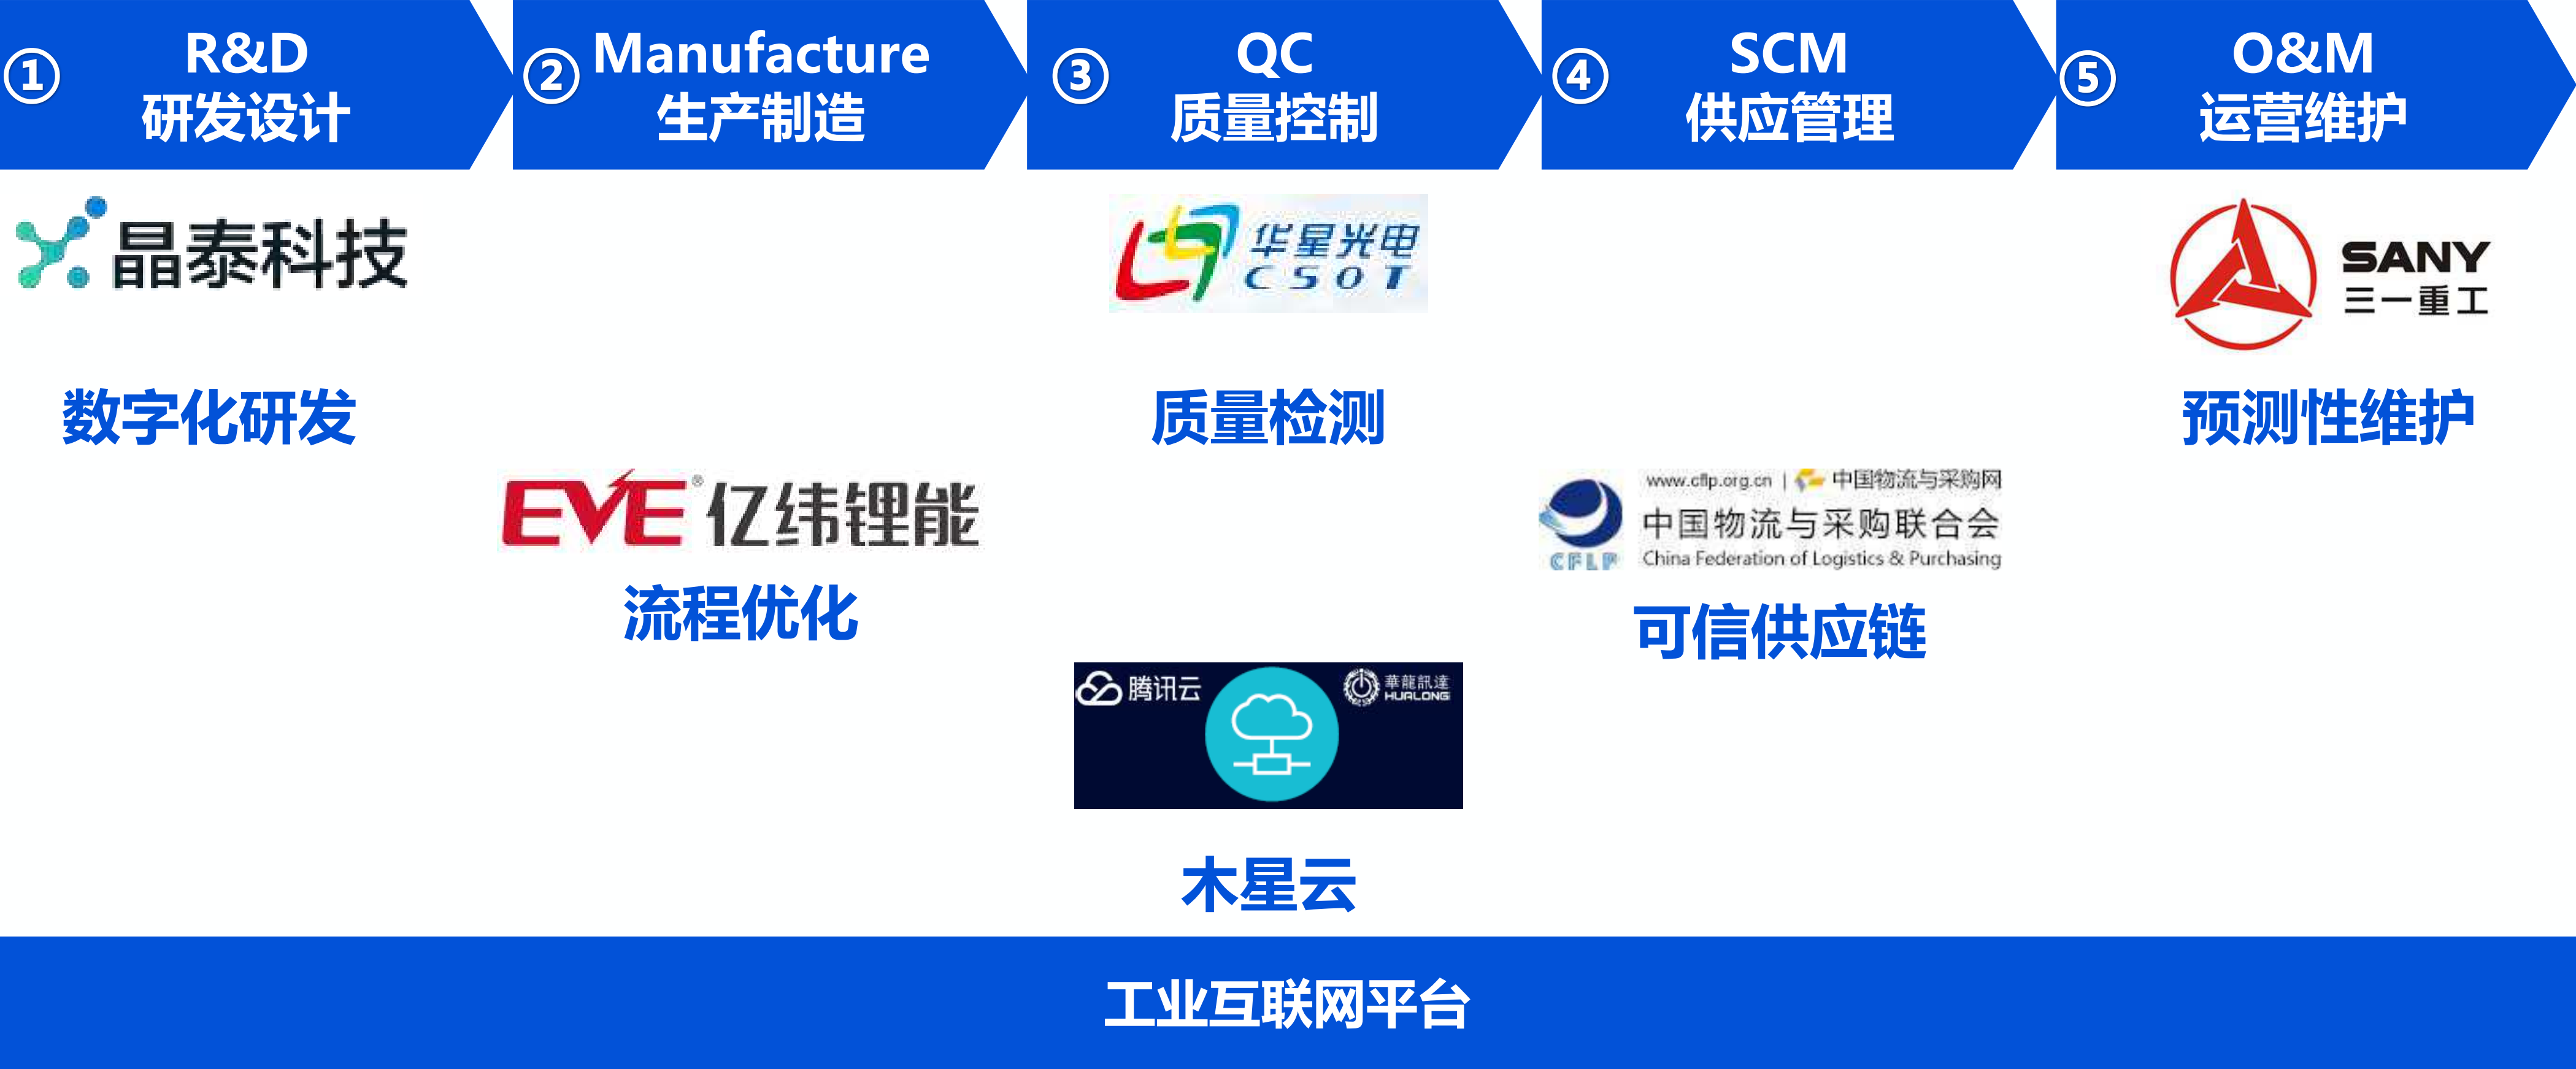 ①
R&D
研发设计
②
Manufacture
生产制造
③
QC
质量控制
④
SCM
供应管理
⑤
O&M
运营维护
晶泰科技
数字化研发
华星光电
CSOT
质量检测
SANY
三一重工
预测性维护
EVE® 亿纬锂能
流程优化
www.cflp.org.cn | 中国物流与采购网
中国物流与采购联合会
China Federation of Logistics & Purchasing
CFLP
可信供应链
腾讯云
華龍訊達
HUALONG
木星云
工业互联网平台